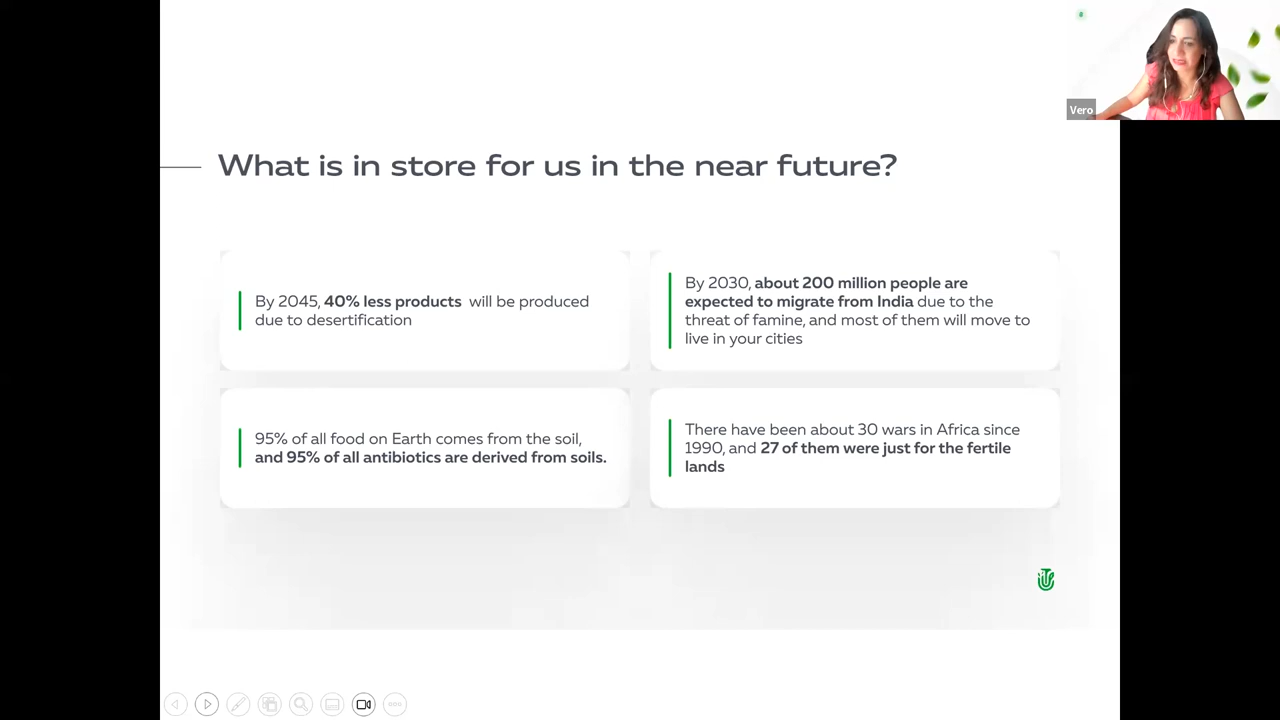 Vero
What is in store for us in the near future?
By 2045, 40% less products will be produced
due to desertification
By 2030, about 200 million people are
expected to migrate from India due to the
threat of famine, and most of them will move to
live in your cities
95% of all food on Earth comes from the soil,
and 95% of all antibiotics are derived from soils.
There have been about 30 wars in Africa since
1990, and 27 of them were just for the fertile
lands